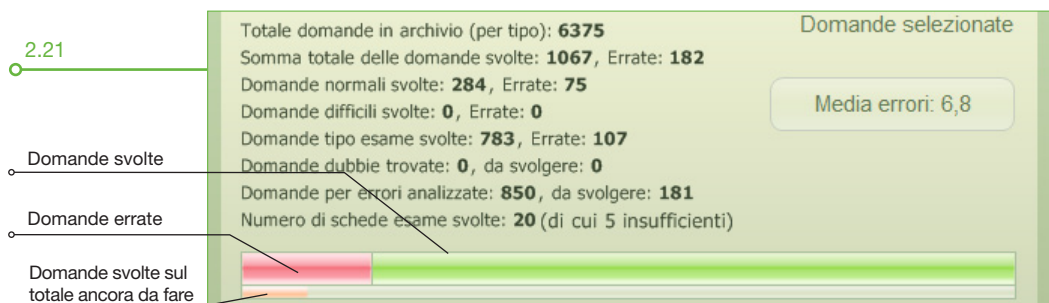 2.21
Totale domande in archivio (per tipo): 6375
Domande selezionate
Somma totale delle domande svolte: 1067, Errate: 182
Domande normali svolte: 284, Errate: 75
Media errori: 6,8
Domande difficili svolte: 0, Errate: 0
Domande tipo esame svolte: 783, Errate: 107
Domande svolte
Domande dubbie trovate: 0, da svolgere: 0
Domande per errori analizzate: 850, da svolgere: 181
Domande errate
Numero di schede esame svolte: 20 (di cui 5 insufficienti)
Domande svolte sul
totale ancora da fare